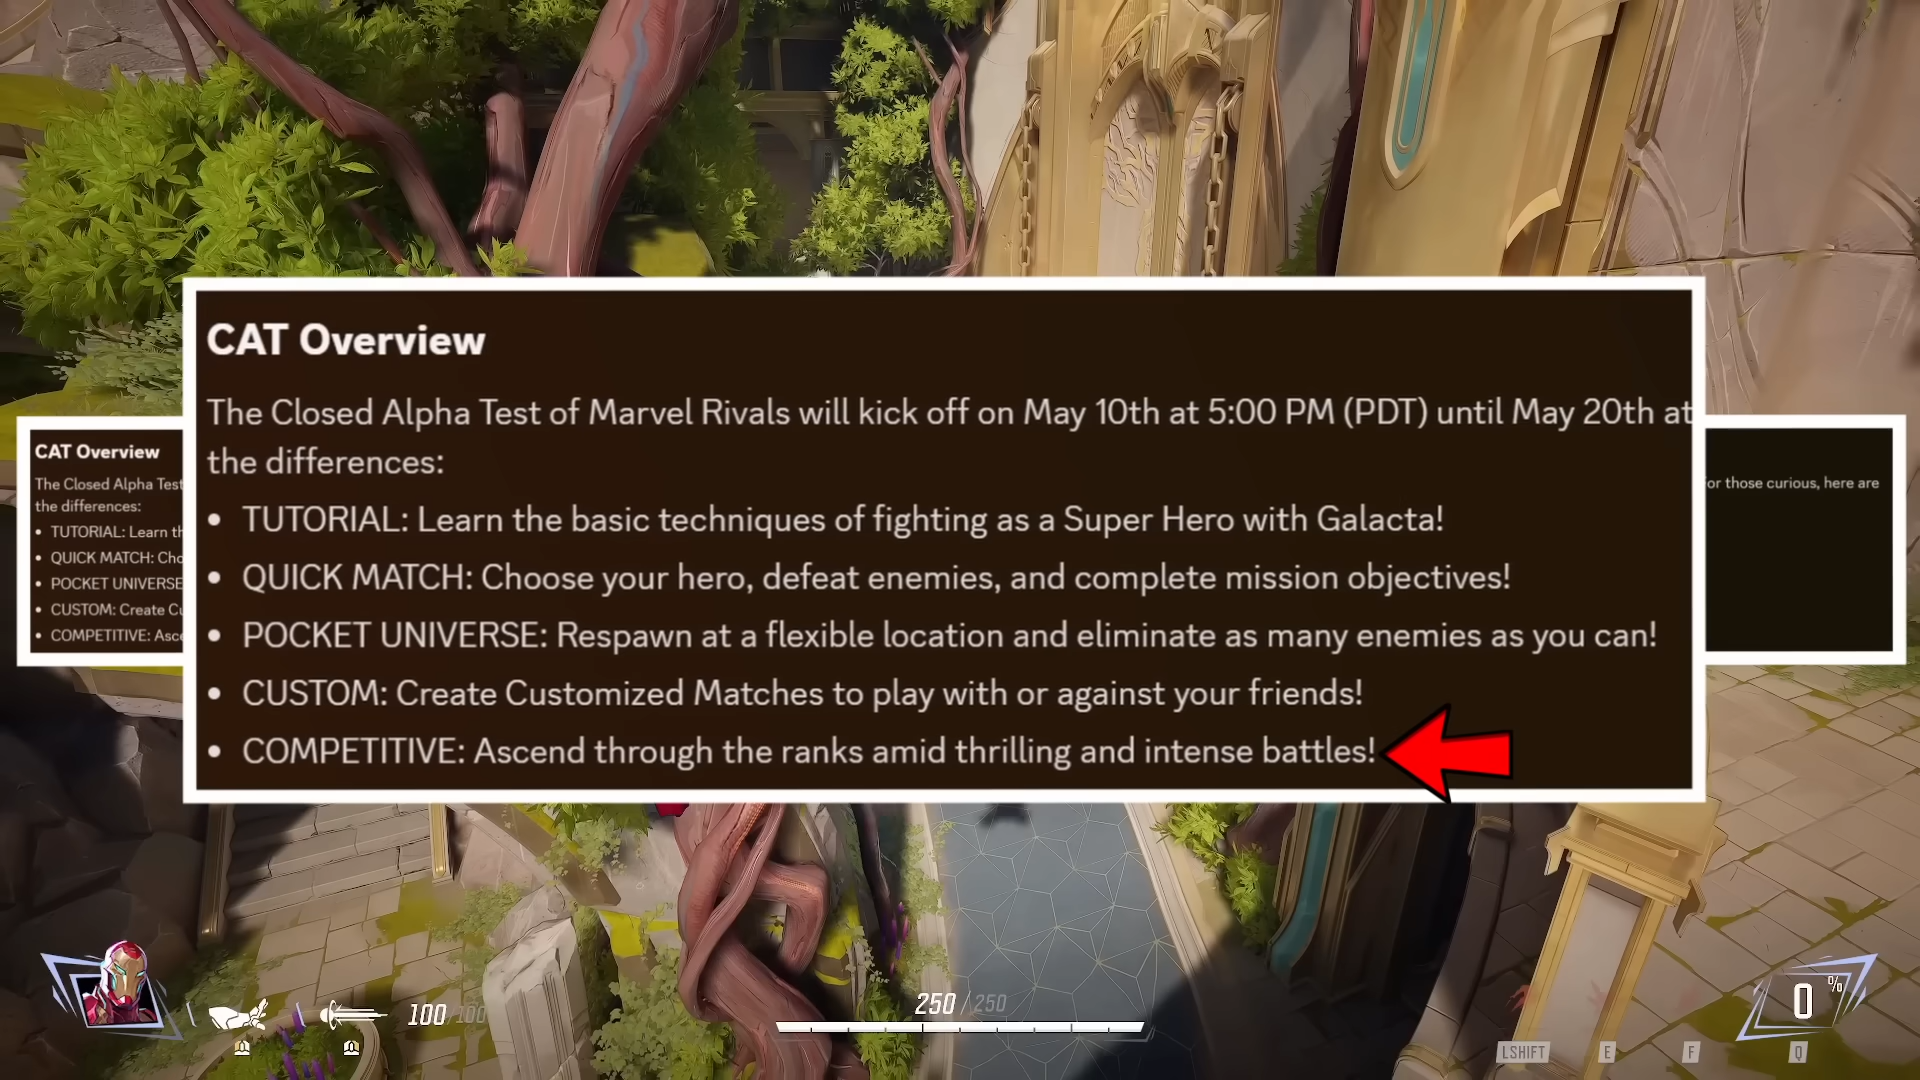 CAT Overview
The Closed Alpha Test of Marvel Rivals will kick off on May 10th at 5:00 PM (PDT) until May 20th at
the differences:
• TUTORIAL: Learn the basic techniques of fighting as a Super Hero with Galacta!
• QUICK MATCH: Choose your hero, defeat enemies, and complete mission objectives!
• POCKET UNIVERSE: Respawn at a flexible location and eliminate as many enemies as you can!
• CUSTOM: Create Customized Matches to play with or against your friends!
• COMPETITIVE: Ascend through the ranks amid thrilling and intense battles!
CAT Overview
The Closed Alpha Test
the differences:
• TUTORIAL: Learn th
• QUICK MATCH: Cho
• POCKET UNIVERSE
• CUSTOM: Create Cu
• COMPETITIVE: Asce
or those curious, here are
100/100
250/250
0%
LSHIFT E F Q